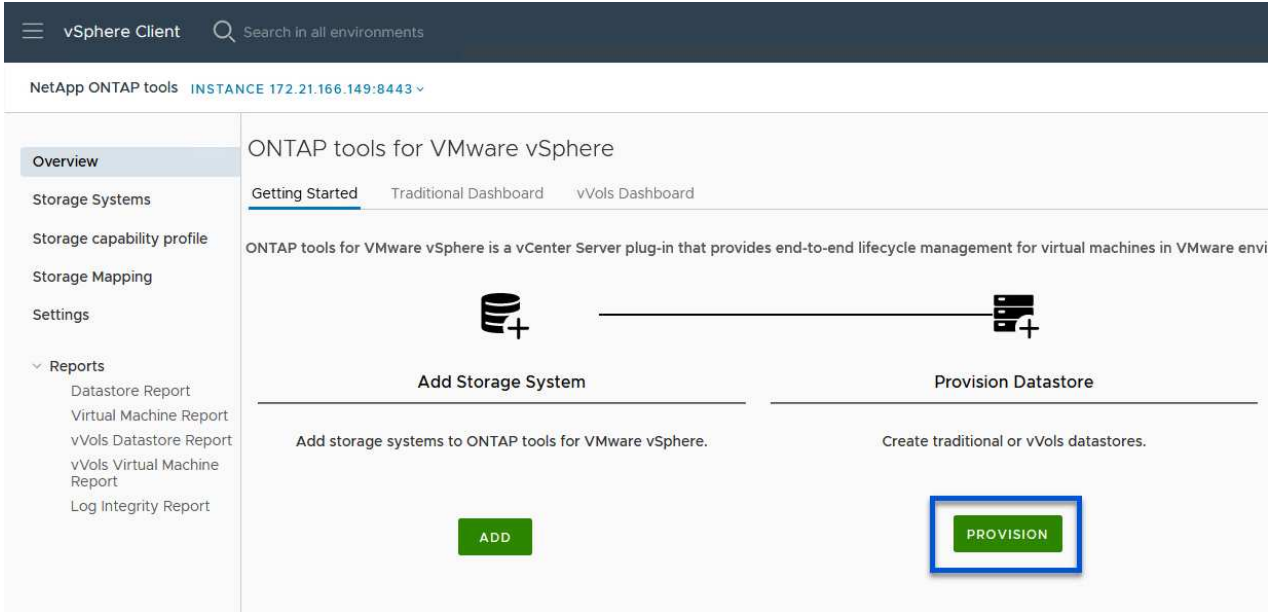 vSphere Client
Search in all environments
NetApp ONTAP tools INSTANCE 172.21.166.149:8443
Overview
Storage Systems
Storage capability profile
Storage Mapping
Settings
Reports
Datastore Report
Virtual Machine Report
vVols Datastore Report
vVols Virtual Machine
Report
Log Integrity Report
ONTAP tools for VMware vSphere
Getting Started Traditional Dashboard vVols Dashboard
ONTAP tools for VMware vSphere is a vCenter Server plug-in that provides end-to-end lifecycle management for virtual machines in VMware envi
Add Storage System
Add storage systems to ONTAP tools for VMware vSphere.
ADD
Provision Datastore
Create traditional or vVols datastores.
PROVISION